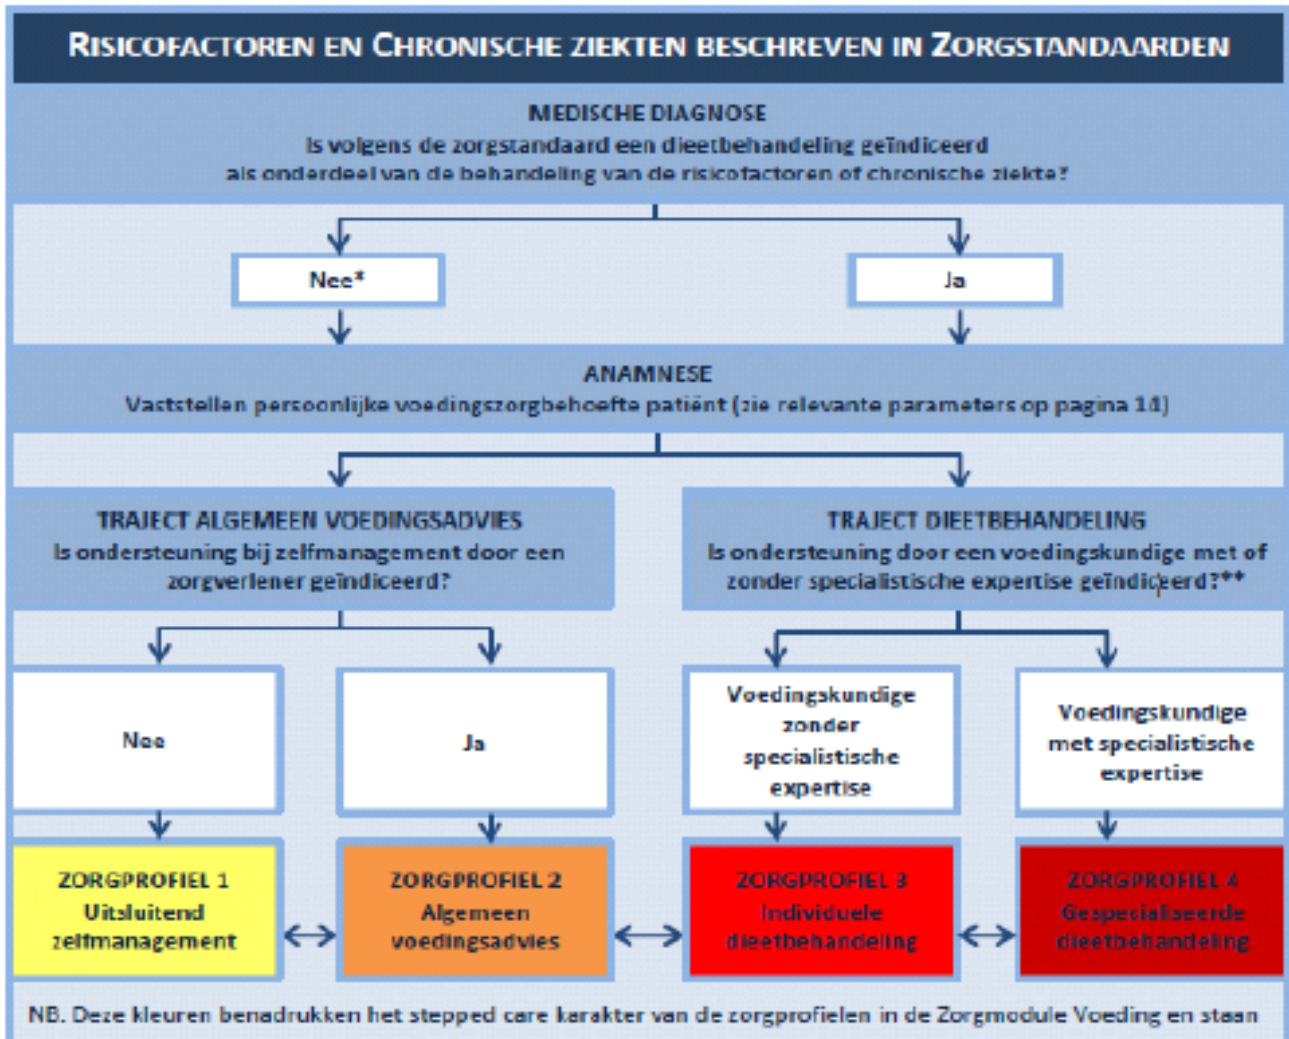 RISICOFACTOREN EN CHRONISCHE ZIEKTEN BESCHREVEN IN ZORGSTANDAARDEN
MEDISCHE DIAGNOSE
Is volgens de zorgstandaard een dieetbehandeling geïndiceerd
als onderdeel van de behandeling van de risicofactoren of chronische ziekte?
Nee*
Ja
ANAMNESE
Vaststellen persoonlijke voedingszorgbehoefte patiënt (zie relevante parameters op pagina 14)
TRAJECT ALGEMEEN VOEDINGSADVIES
Is ondersteuning bij zelfmanagement door een
zorgverlener geïndiceerd?
TRAJECT DIEETBEHANDELING
Is ondersteuning door een voedingskundige met of
zonder specialistische expertise geïndiceerd?**
Nee
Ja
Voedingskundige
zonder
specialistische
expertise
Voedingskundige
met specialistische
expertise
ZORGPROFIEL 1
Uitsluitend
zelfmanagement
ZORGPROFIEL 2
Algemeen
voedingsadvies
ZORGPROFIEL 3
Individuele
dieetbehandeling
ZORGPROFIEL 4
Gespecialiseerde
dieetbehandeling
NB. Deze kleuren benadrukken het stepped care karakter van de zorgprofielen in de Zorgmodule Voeding en staan